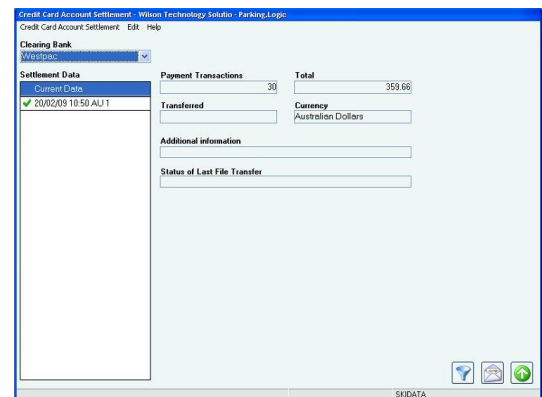 Credit Card Account Settlement - Wilson Technology Solutio - Parking.Logic
Credit Card Account Settlement Edit Help
Clearing Bank
Westpac
Settlement Data
Current Data
20/02/09 10:50 AU 1
Payment Transactions
30
Total
359.66
Transferred
Currency
Australian Dollars
Additional information
Status of Last File Transfer
SKIDATA